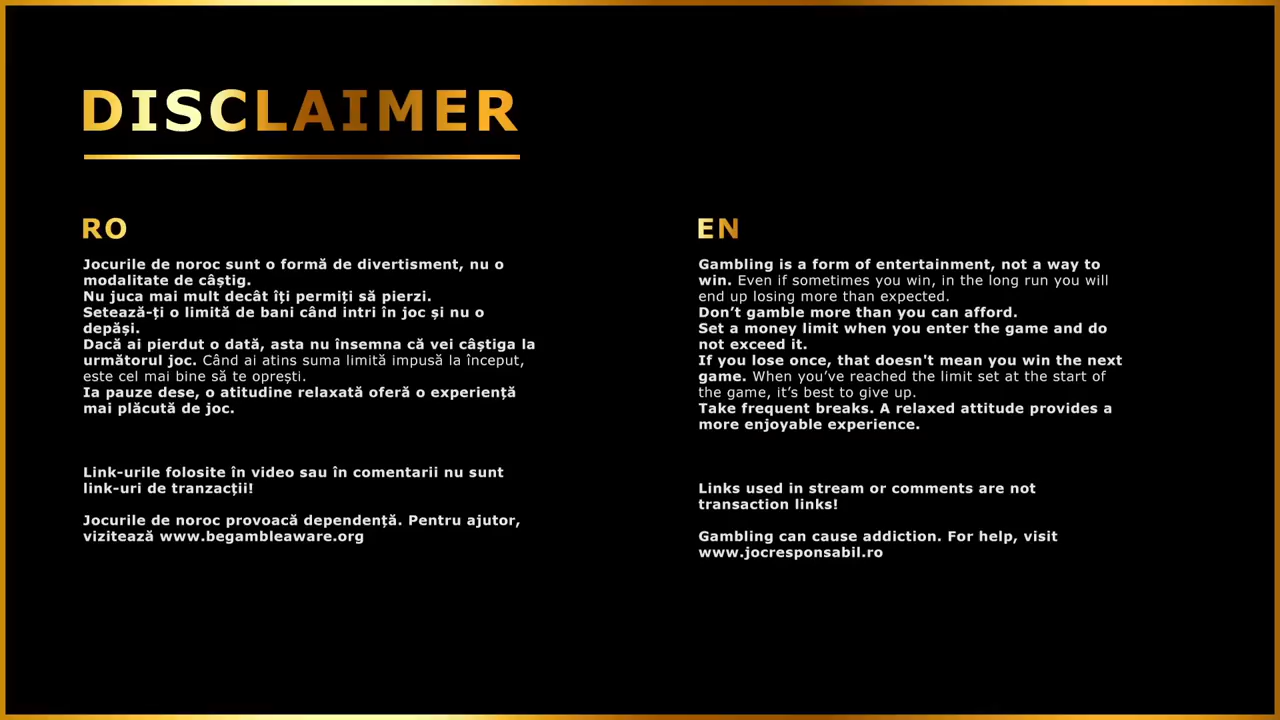 DISCLAIMER
RO
Jocurile de noroc sunt o formă de divertisment, nu o
modalitate de câștig.
Nu juca mai mult decât îți permiți să pierzi.
Setează-ți o limită de bani când intri în joc și nu o
depăși.
Dacă ai pierdut o dată, asta nu însemna că vei câștiga la
următorul joc. Când ai atins suma limită impusă la început,
este cel mai bine să te oprești.
Ia pauze dese, o atitudine relaxată oferă o experiență
mai plăcută de joc.
Link-urile folosite în video sau în comentarii nu sunt
link-uri de tranzacții!
Jocurile de noroc provoacă dependență. Pentru ajutor,
vizitează www.begambleaware.org
EN
Gambling is a form of entertainment, not a way to
win. Even if sometimes you win, in the long run you will
end up losing more than expected.
Don’t gamble more than you can afford.
Set a money limit when you enter the game and do
not exceed it.
If you lose once, that doesn't mean you win the next
game. When you’ve reached the limit set at the start of
the game, it’s best to give up.
Take frequent breaks. A relaxed attitude provides a
more enjoyable experience.
Links used in stream or comments are not
transaction links!
Gambling can cause addiction. For help, visit
www.jocresponsabil.ro